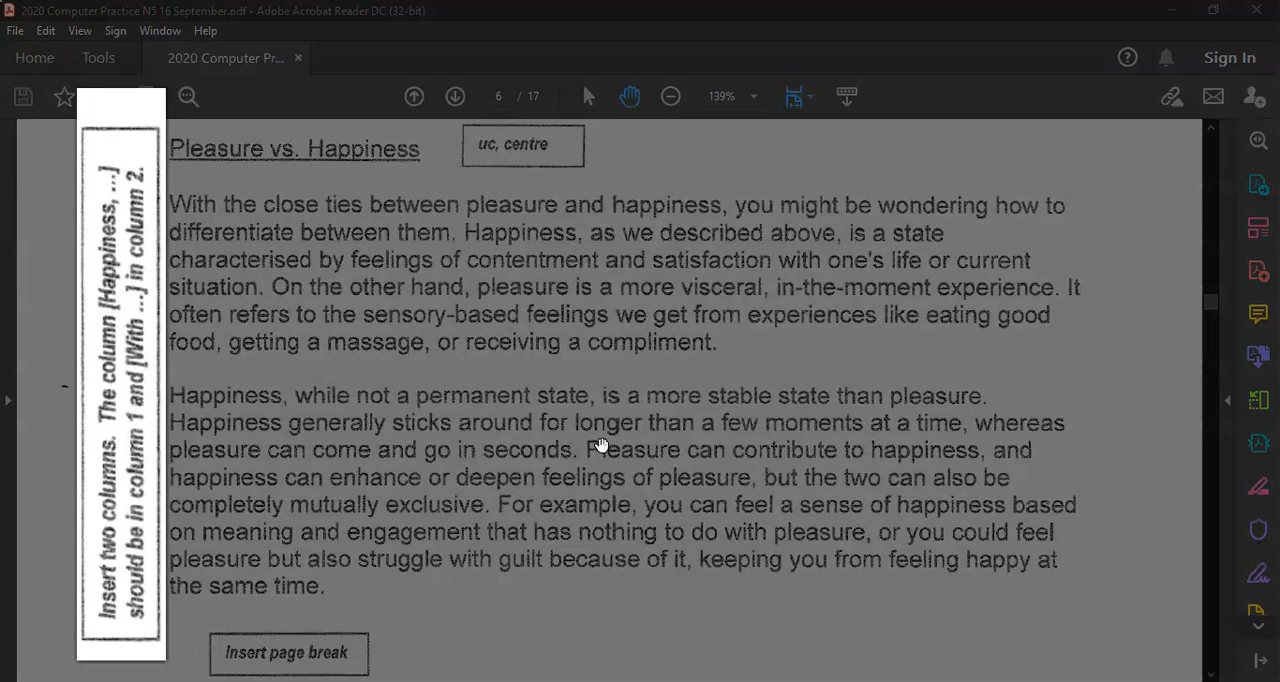 2020 Computer Practice N5 16 September.pdf - Adobe Acrobat Reader DC (32-bit)
File Edit View Sign Window Help
Home Tools 2020 Computer Pr... × Sign In
6 / 17 139%
Insert two columns. The column [Happiness, ...]
should be in column 1 and [With ...] in column 2.
Pleasure vs. Happiness
uc, centre
With the close ties between pleasure and happiness, you might be wondering how to
differentiate between them. Happiness, as we described above, is a state
characterised by feelings of contentment and satisfaction with one's life or current
situation. On the other hand, pleasure is a more visceral, in-the-moment experience. It
often refers to the sensory-based feelings we get from experiences like eating good
food, getting a massage, or receiving a compliment.
Happiness, while not a permanent state, is a more stable state than pleasure.
Happiness generally sticks around for longer than a few moments at a time, whereas
pleasure can come and go in seconds. Pleasure can contribute to happiness, and
happiness can enhance or deepen feelings of pleasure, but the two can also be
completely mutually exclusive. For example, you can feel a sense of happiness based
on meaning and engagement that has nothing to do with pleasure, or you could feel
pleasure but also struggle with guilt because of it, keeping you from feeling happy at
the same time.
Insert page break